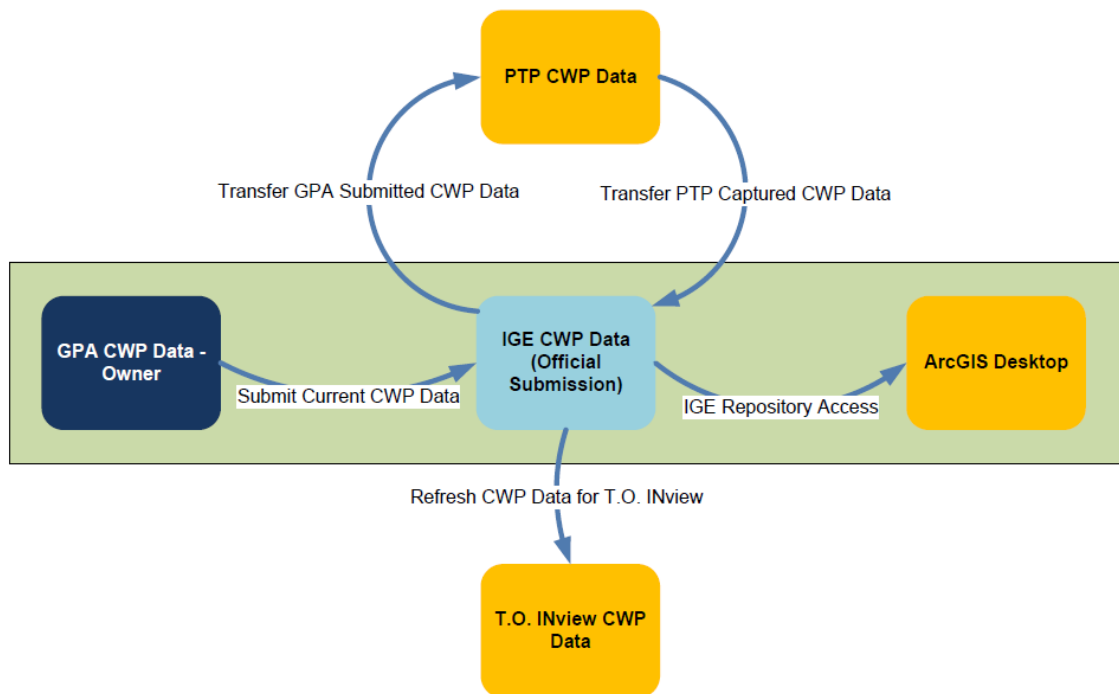 PTP CWP Data
Transfer GPA Submitted CWP Data
Transfer PTP Captured CWP Data
GPA CWP Data -
Owner
Submit Current CWP Data
IGE CWP Data
(Official
Submission)
IGE Repository Access
ArcGIS Desktop
Refresh CWP Data for T.O. INview
T.O. INview CWP
Data